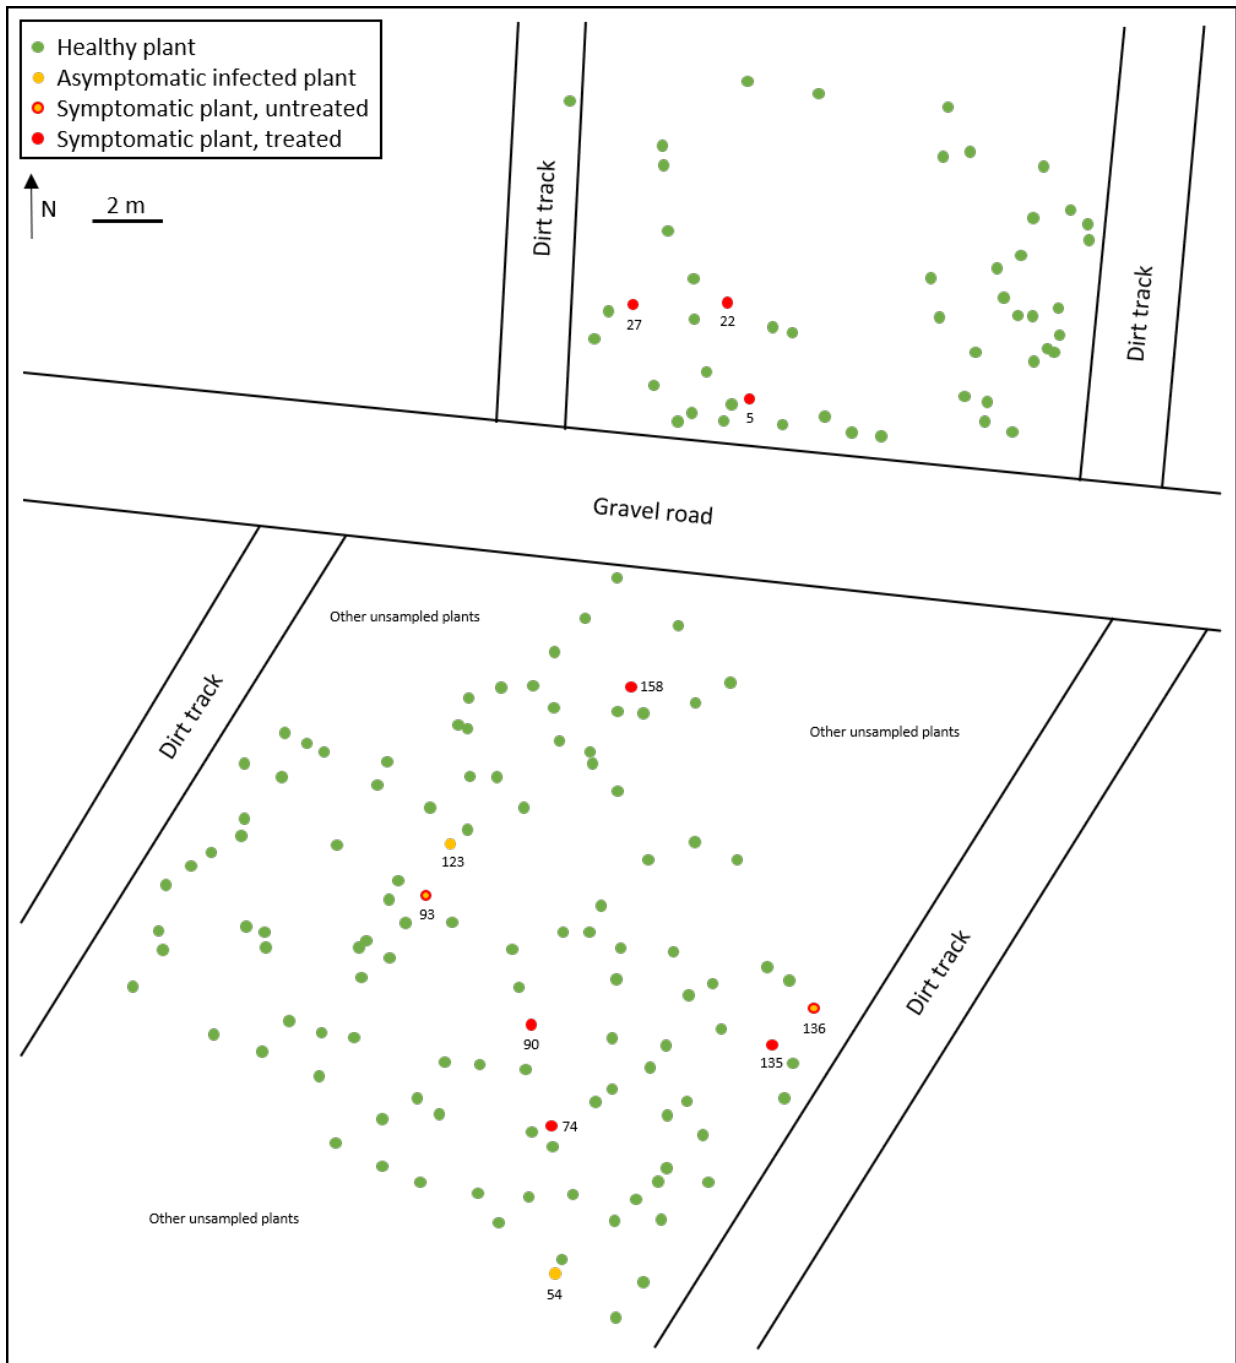 Healthy plant
Asymptomatic infected plant
Symptomatic plant, untreated
Symptomatic plant, treated
N
2 m
Dirt track
Dirt track
27
22
5
Gravel road
Other unsampled plants
158
Dirt track
Other unsampled plants
123
93
Dirt track
136
90
135
74
Other unsampled plants
54